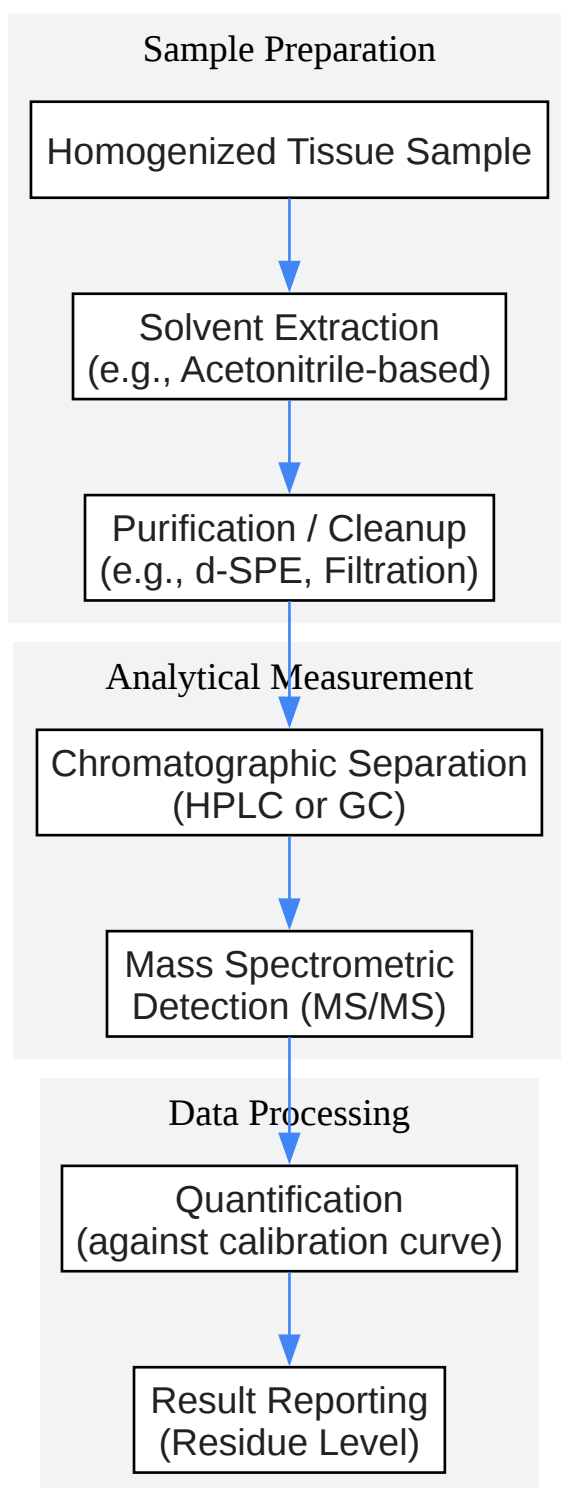 Sample Preparation
Homogenized Tissue Sample
Solvent Extraction
(e.g., Acetonitrile-based)
Purification / Cleanup
(e.g., d-SPE, Filtration)
Analytical Measurement
Chromatographic Separation
(HPLC or GC)
Mass Spectrometric
Detection (MS/MS)
Data Processing
Quantification
(against calibration curve)
Result Reporting
(Residue Level)